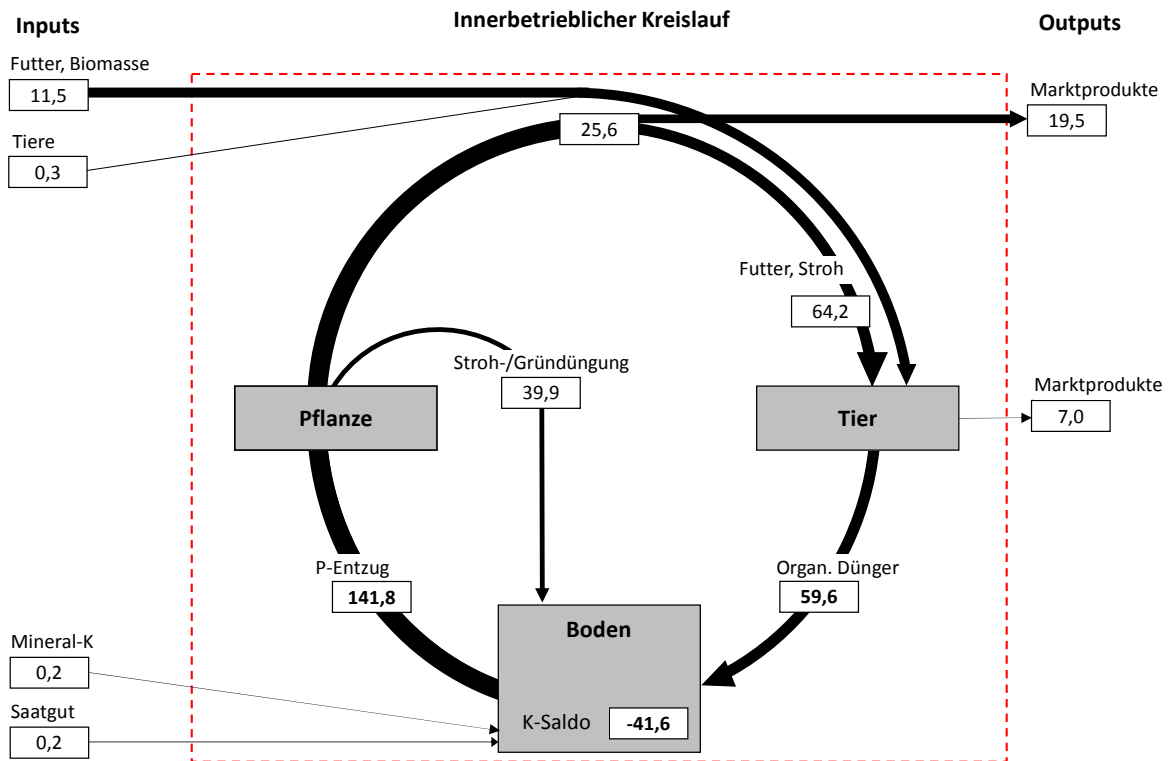 Inputs
Innerbetrieblicher Kreislauf
Outputs
Futter, Biomasse
11,5
Marktprodukte
19,5
25,6
Tiere
0,3
Futter, Stroh
64,2
Stroh-/Gründüngung
39,9
Marktprodukte
7,0
Pflanze
Tier
P-Entzug
141,8
Organ. Dünger
59,6
Boden
Mineral-K
0,2
K-Saldo
-41,6
Saatgut
0,2